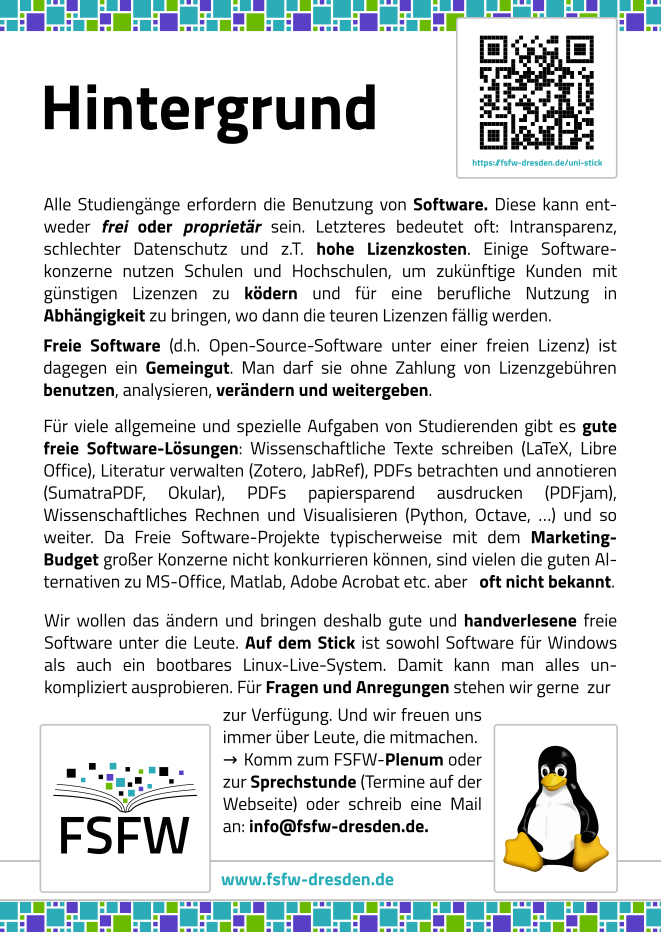 Hintergrund
https://fsfw-dresden.de/uni-stick
Alle Studiengänge erfordern die Benutzung von Software. Diese kann ent-
weder frei oder proprietär sein. Letzteres bedeutet oft: Intransparenz,
schlechter Datenschutz und z.T. hohe Lizenzkosten. Einige Software-
konzerne nutzen Schulen und Hochschulen, um zukünftige Kunden mit
günstigen Lizenzen zu ködern und für eine berufliche Nutzung in
Abhängigkeit zu bringen, wo dann die teuren Lizenzen fällig werden.
Freie Software (d.h. Open-Source-Software unter einer freien Lizenz) ist
dagegen ein Gemeingut. Man darf sie ohne Zahlung von Lizenzgebühren
benutzen, analysieren, verändern und weitergeben.
Für viele allgemeine und spezielle Aufgaben von Studierenden gibt es gute
freie Software-Lösungen: Wissenschaftliche Texte schreiben (LaTeX, Libre
Office), Literatur verwalten (Zotero, JabRef), PDFs betrachten und annotieren
(SumatraPDF, Okular), PDFs papiersparend ausdrucken (PDFjam),
Wissenschaftliches Rechnen und Visualisieren (Python, Octave, ...) und so
weiter. Da Freie Software-Projekte typischerweise mit dem Marketing-
Budget großer Konzerne nicht konkurrieren können, sind vielen die guten Al-
ternativen zu MS-Office, Matlab, Adobe Acrobat etc. aber oft nicht bekannt.
Wir wollen das ändern und bringen deshalb gute und handverlesene freie
Software unter die Leute. Auf dem Stick ist sowohl Software für Windows
als auch ein bootbares Linux-Live-System. Damit kann man alles un-
kompliziert ausprobieren. Für Fragen und Anregungen stehen wir gerne zur
zur Verfügung. Und wir freuen uns
immer über Leute, die mitmachen.
→ Komm zum FSFW-Plenum oder
zur Sprechstunde (Termine auf der
Webseite) oder schreib eine Mail
an: info@fsfw-dresden.de.
FSFW
www.fsfw-dresden.de